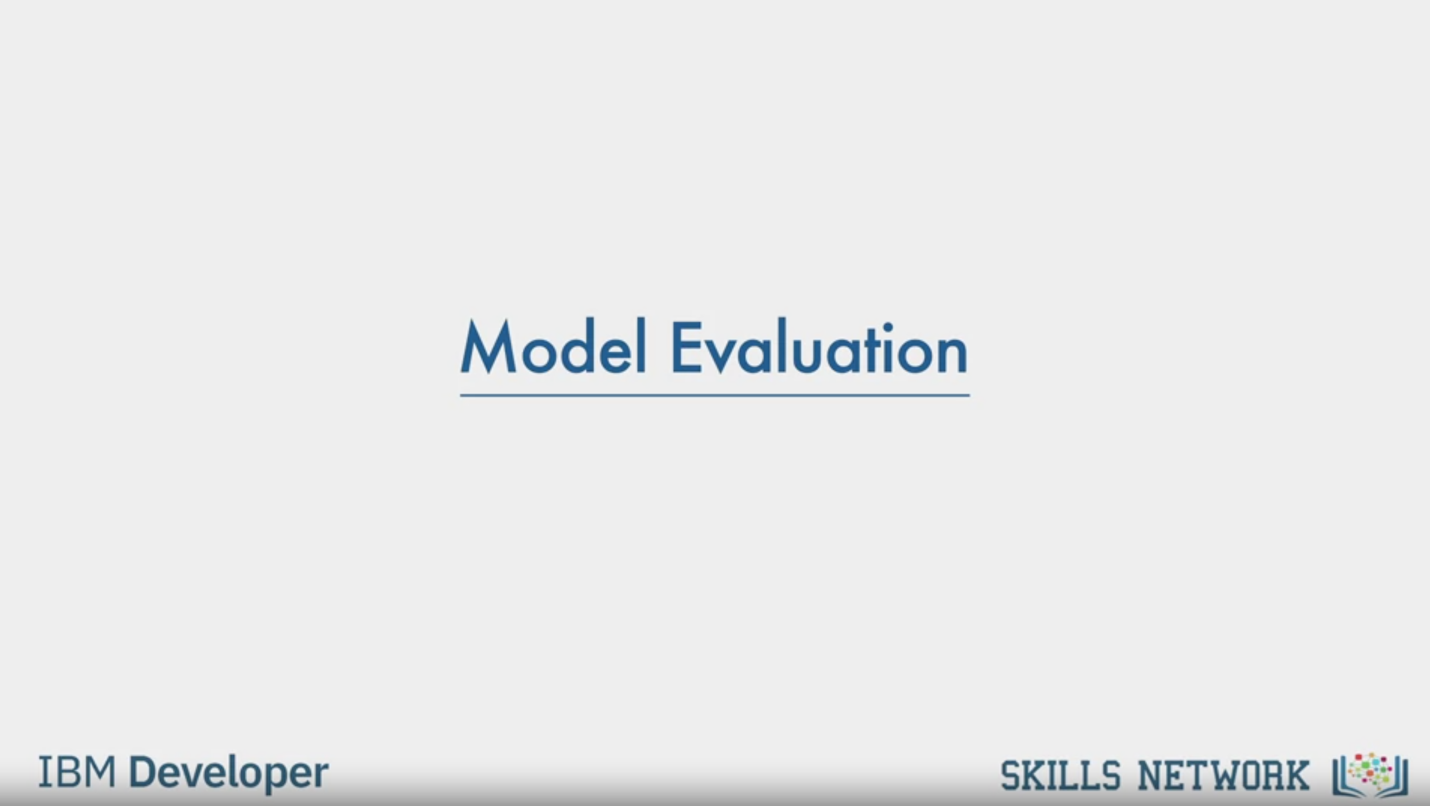 Model Evaluation
IBM Developer
SKILLS NETWORK